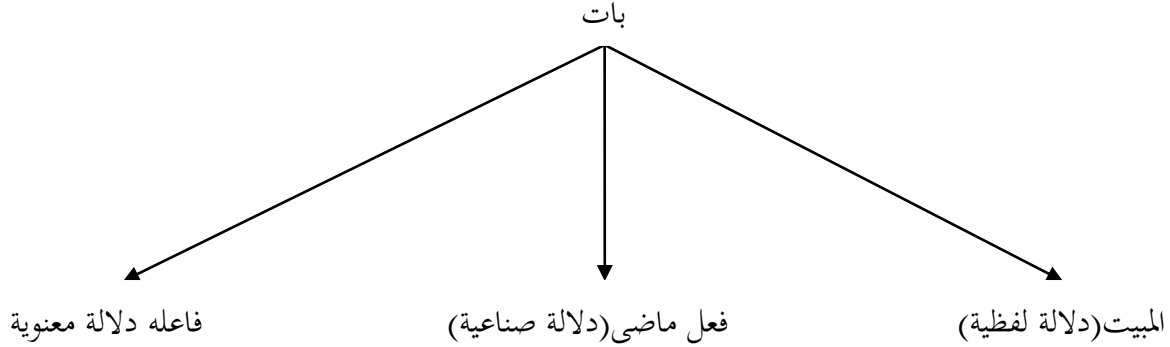 بات
المبيت(دلالة لفظية)
فعل ماضى(دلالة صناعية)
فاعله دلالة معنوية